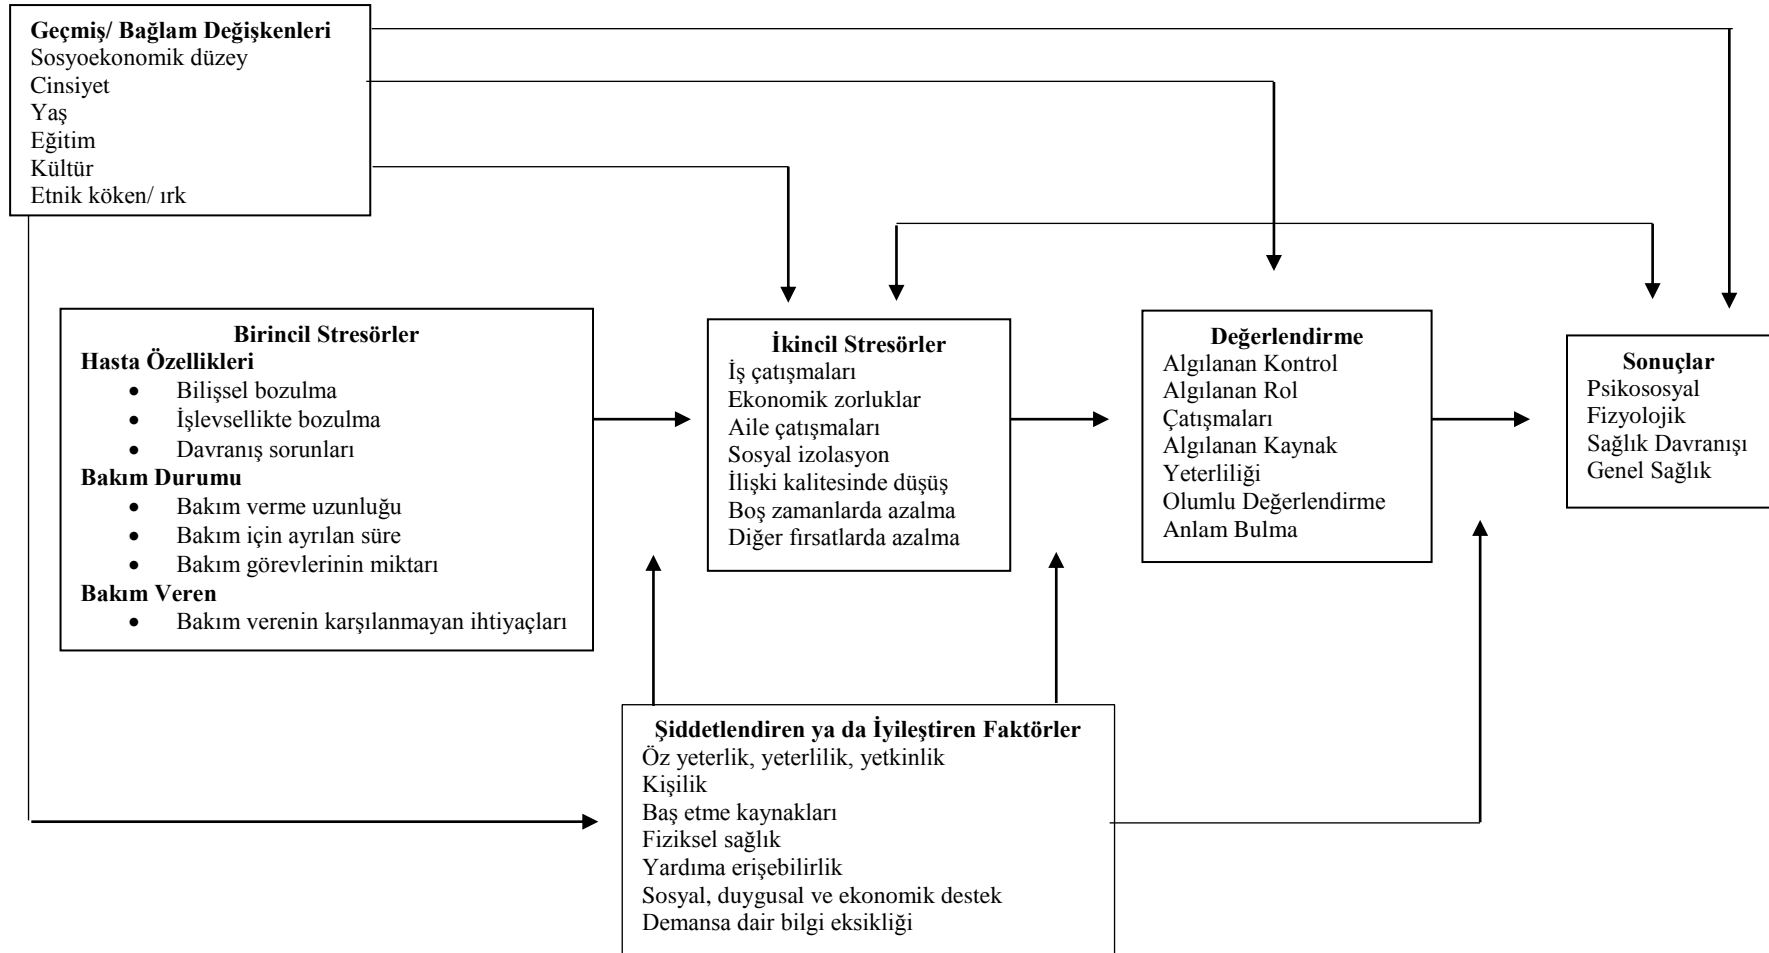 Geçmiş/ Bağlam Değişkenleri
Sosyoekonomik düzey
Cinsiyet
Yaş
Eğitim
Kültür
Etnik köken/ ırk
Birincil Stresörler
Hasta Özellikleri
• Bilişsel bozulma
• İşlevsellikte bozulma
• Davranış sorunları
Bakım Durumu
• Bakım verme uzunluğu
• Bakım için ayrılan süre
• Bakım görevlerinin miktarı
Bakım Veren
• Bakım verenin karşılanmayan ihtiyaçları
İkincil Stresörler
İş çatışmaları
Ekonomik zorluklar
Aile çatışmaları
Sosyal izolasyon
İlişki kalitesinde düşüş
Boş zamanlarda azalma
Diğer fırsatlarda azalma
Değerlendirme
Algılanan Kontrol
Algılanan Rol
Çatışmaları
Algılanan Kaynak
Yeterliliği
Olumlu Değerlendirme
Anlam Bulma
Sonuçlar
Psikososyal
Fizyolojik
Sağlık Davranışı
Genel Sağlık
Şiddetlendiren ya da İyileştiren Faktörler
Öz yeterlik, yeterlilik, yetkinlik
Kişilik
Baş etme kaynakları
Fiziksel sağlık
Yardıma erişebilirlik
Sosyal, duygusal ve ekonomik destek
Demansa dair bilgi eksikliği